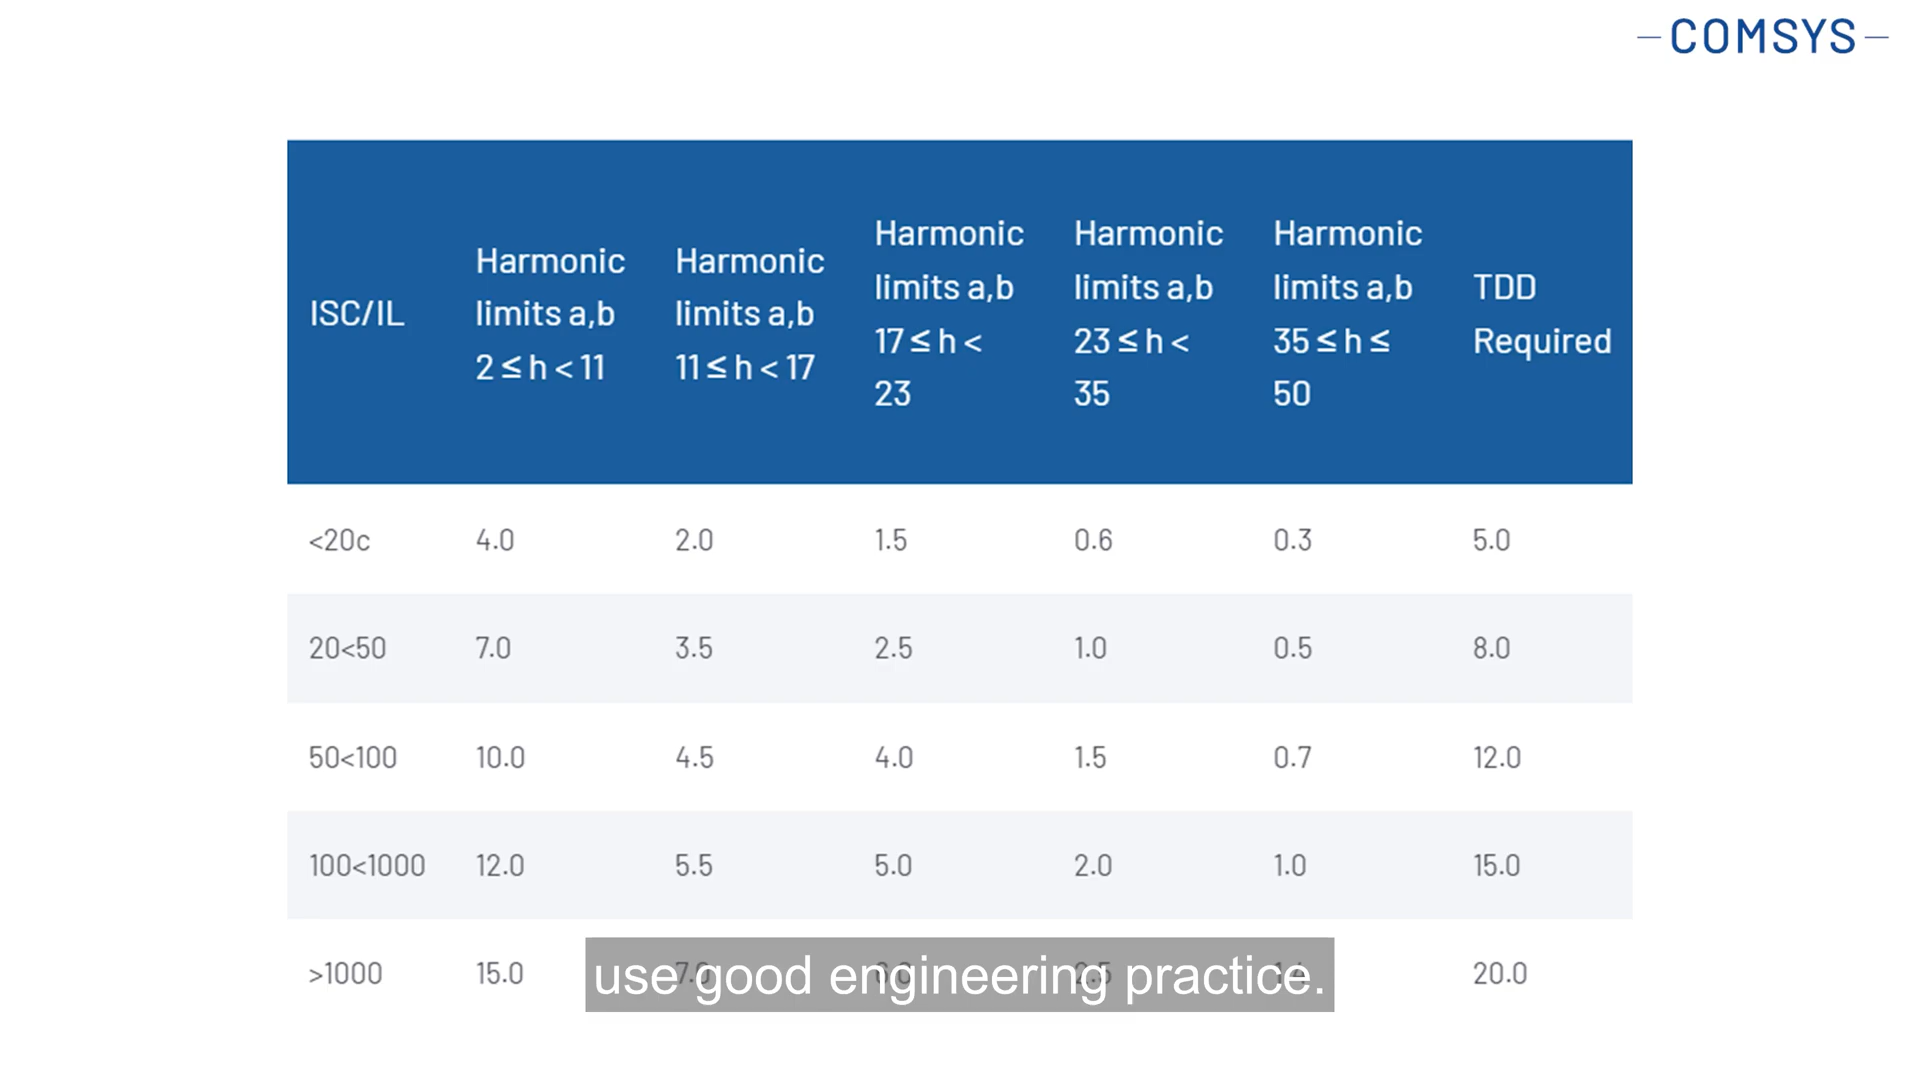 COMSYS
ISC/IL
Harmonic
limits a,b
2 ≤ h < 11
Harmonic
limits a,b
11 ≤ h < 17
Harmonic
limits a,b
17 ≤ h <
23
Harmonic
limits a,b
23 ≤ h <
35
Harmonic
limits a,b
35 ≤ h ≤
50
TDD
Required
<20c 4.0 2.0 1.5 0.6 0.3 5.0
20<50 7.0 3.5 2.5 1.0 0.5 8.0
50<100 10.0 4.5 4.0 1.5 0.7 12.0
100<1000 12.0 5.5 5.0 2.0 1.0 15.0
>1000 15.0 7.0 2.5 20.0
use good engineering practice.